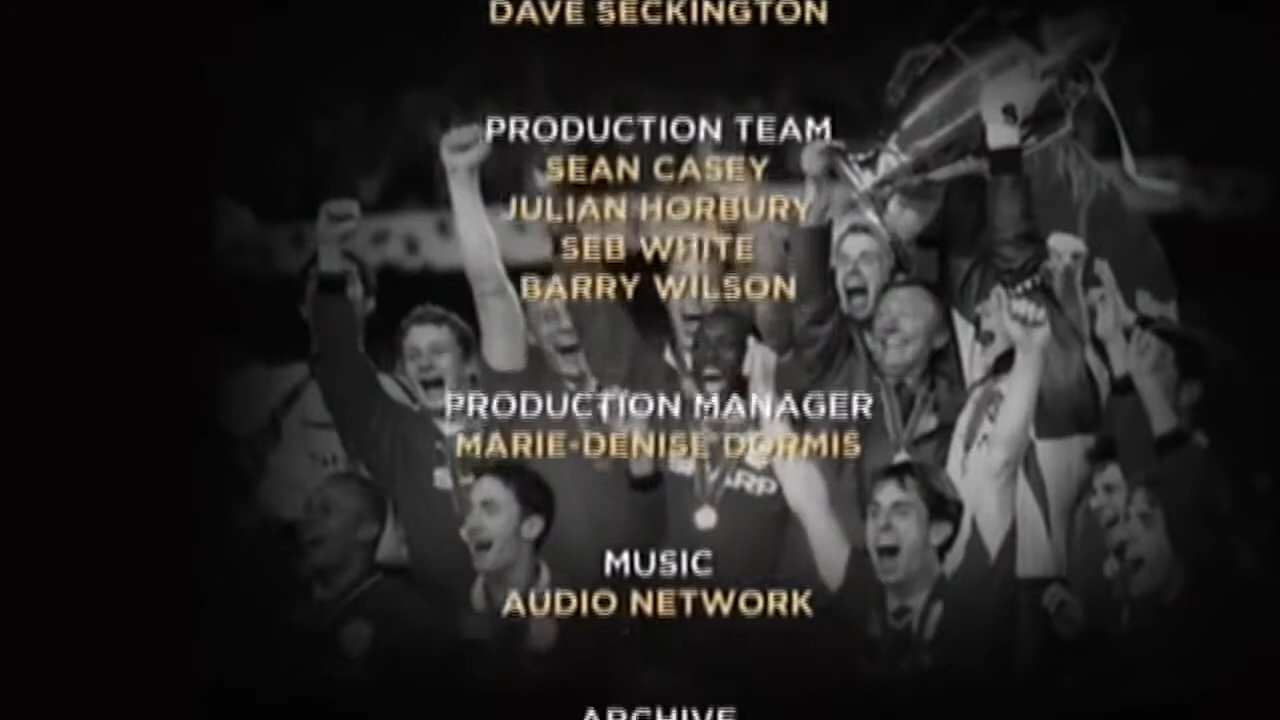 DAVE SECKINGTON
PRODUCTION TEAM
SEAN CASEY
JULIAN HORBURY
SEB WHITE
BARRY WILSON
PRODUCTION MANAGER
MARIE-DENISE DORMIS
MUSIC
AUDIO NETWORK
ARCHIVE